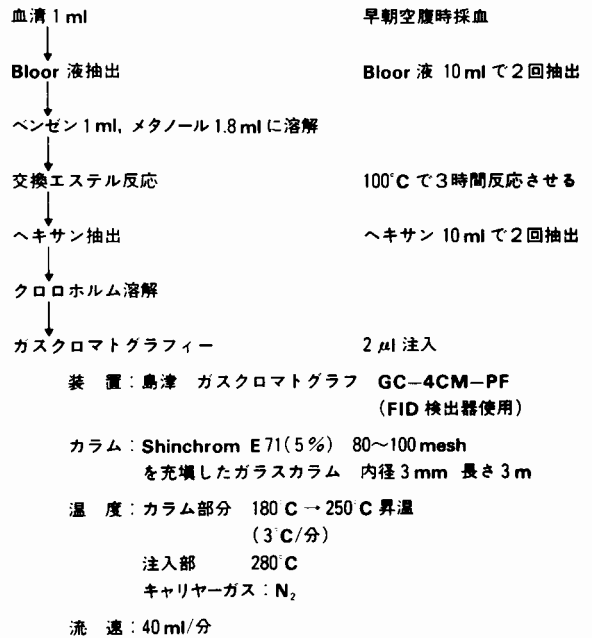 血清 1 ml 早朝空腹時採血
Bloor 液抽出 Bloor 液 10 ml で2回抽出
ベンゼン 1 ml, メタノール 1.8 ml に溶解
交換エステル反応 100°C で3時間反応させる
ヘキサン抽出 ヘキサン 10 ml で2回抽出
クロロホルム溶解
ガスクロマトグラフィー 2 μl 注入
装 置：島津 ガスクロマトグラフ GC-4CM-PF
(FID 検出器使用)
カラム：Shinchrom E 71(5%) 80〜100 mesh
を充填したガラスカラム 内径 3 mm 長さ 3 m
温 度：カラム部分 180°C → 250°C 昇温
(3°C/分)
注入部 280°C
キャリヤーガス：N₂
流 速：40 ml/分